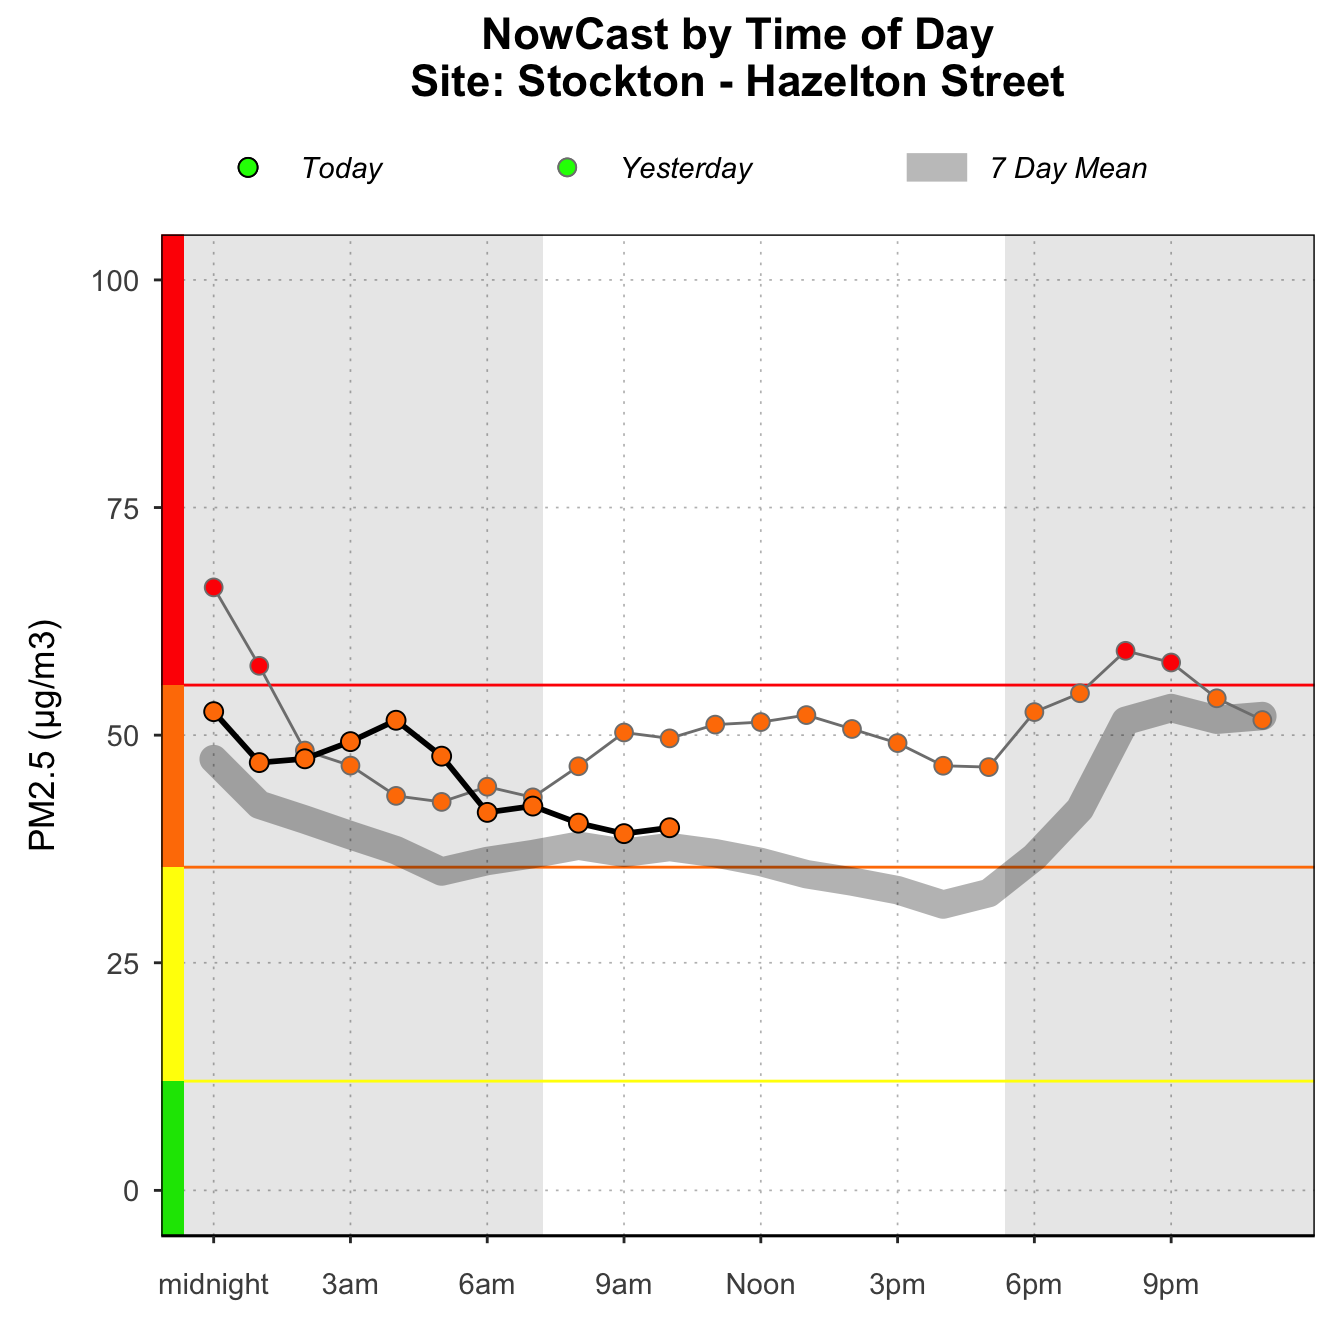 NowCast by Time of Day
Site: Stockton - Hazelton Street
Today Yesterday 7 Day Mean
PM2.5 (µg/m3)
100
75
50
25
0
midnight 3am 6am 9am Noon 3pm 6pm 9pm